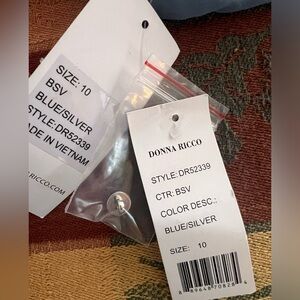 SIZE: 10
BSV
BLUE/SILVER
STYLE: DR52339
DE IN VIETNAM
RICCO.COM
DONNA RICCO
STYLE: DR52339
CTR: BSV
COLOR DESC.:
BLUE/SILVER
SIZE: 10